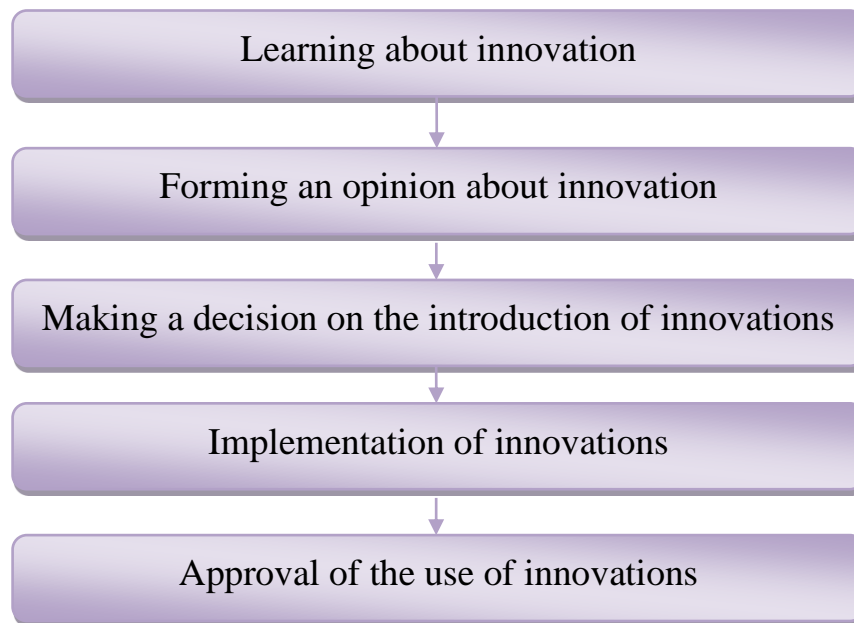 Learning about innovation
Forming an opinion about innovation
Making a decision on the introduction of innovations
Implementation of innovations
Approval of the use of innovations